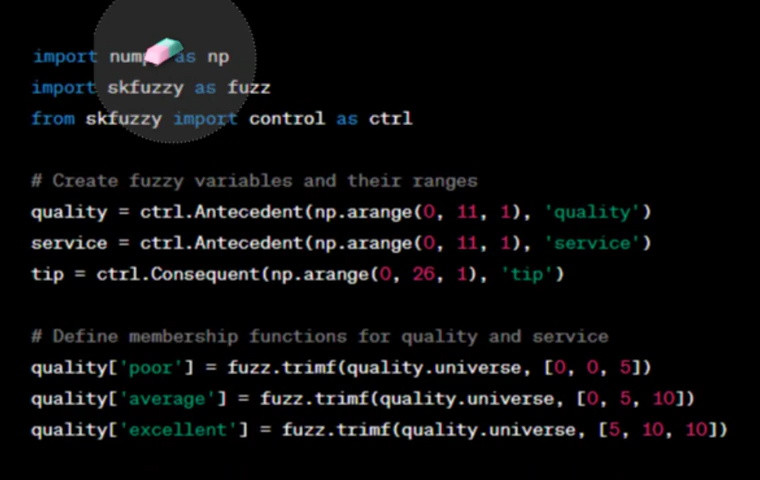 import nump as np
import skfuzzy as fuzz
from skfuzzy import control as ctrl
# Create fuzzy variables and their ranges
quality = ctrl.Antecedent(np.arange(0, 11, 1), 'quality')
service = ctrl.Antecedent(np.arange(0, 11, 1), 'service')
tip = ctrl.Consequent(np.arange(0, 26, 1), 'tip')
# Define membership functions for quality and service
quality['poor'] = fuzz.trimf(quality.universe, [0, 0, 5])
quality['average'] = fuzz.trimf(quality.universe, [0, 5, 10])
quality['excellent'] = fuzz.trimf(quality.universe, [5, 10, 10])